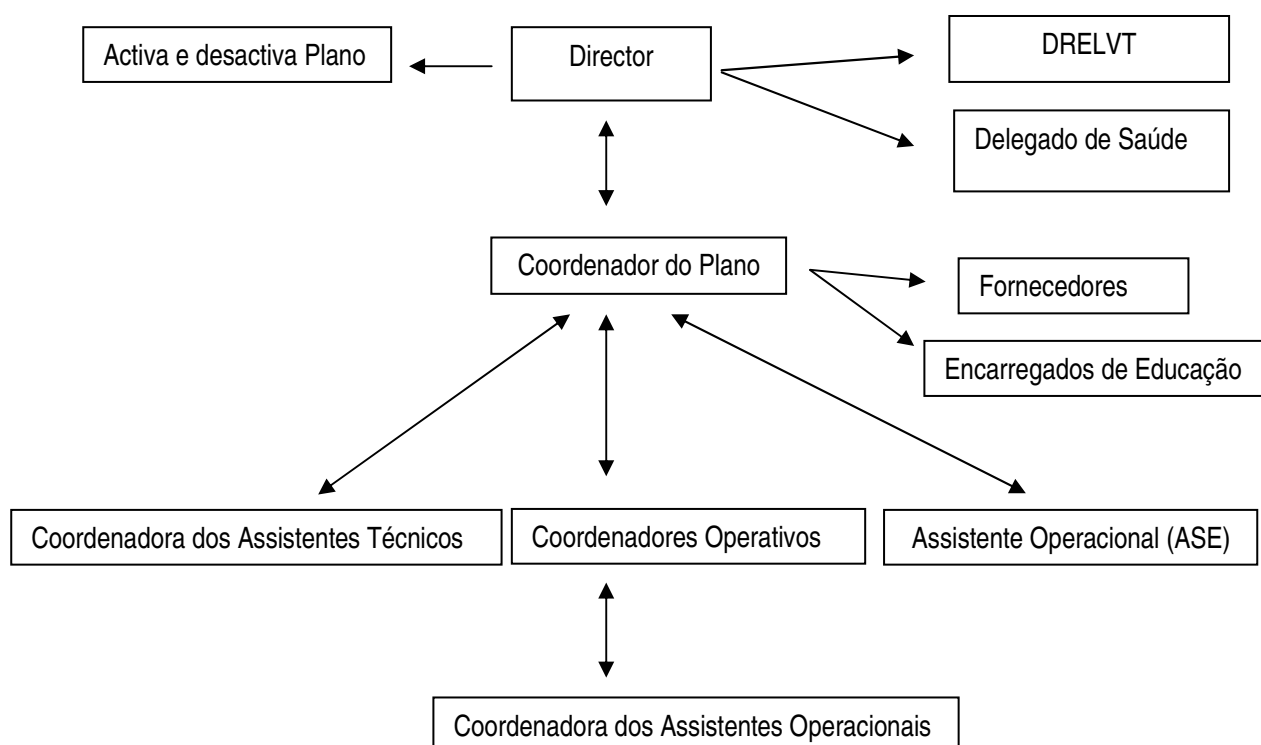 Activa e desactiva Plano
Director
DRELVT
Delegado de Saúde
Coordenador do Plano
Fornecedores
Encarregados de Educação
Coordenadora dos Assistentes Técnicos
Coordenadores Operativos
Assistente Operacional (ASE)
Coordenadora dos Assistentes Operacionais